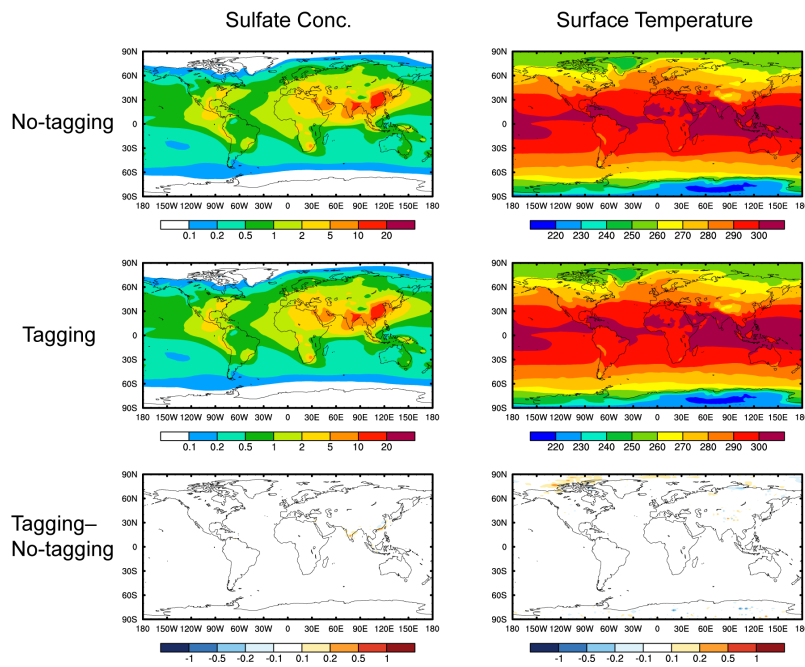 Sulfate Conc.
Surface Temperature
No-tagging
90N
60N
30N
0
30S
60S
90S
180 150W 120W 90W 60W 30W 0 30E 60E 90E 120E 150E 180
0.1 0.2 0.5 1 2 5 10 20
90N
60N
30N
0
30S
60S
90S
180 150W 120W 90W 60W 30W 0 30E 60E 90E 120E 150E 180
220 230 240 250 260 270 280 290 300
Tagging
90N
60N
30N
0
30S
60S
90S
180 150W 120W 90W 60W 30W 0 30E 60E 90E 120E 150E 180
0.1 0.2 0.5 1 2 5 10 20
90N
60N
30N
0
30S
60S
90S
180 150W 120W 90W 60W 30W 0 30E 60E 90E 120E 150E 180
220 230 240 250 260 270 280 290 300
Tagging–
No-tagging
90N
60N
30N
0
30S
60S
90S
180 150W 120W 90W 60W 30W 0 30E 60E 90E 120E 150E 180
-1 -0.5 -0.2 -0.1 0.1 0.2 0.5 1
90N
60N
30N
0
30S
60S
90S
180 150W 120W 90W 60W 30W 0 30E 60E 90E 120E 150E 180
-1 -0.5 -0.2 -0.1 0.1 0.2 0.5 1